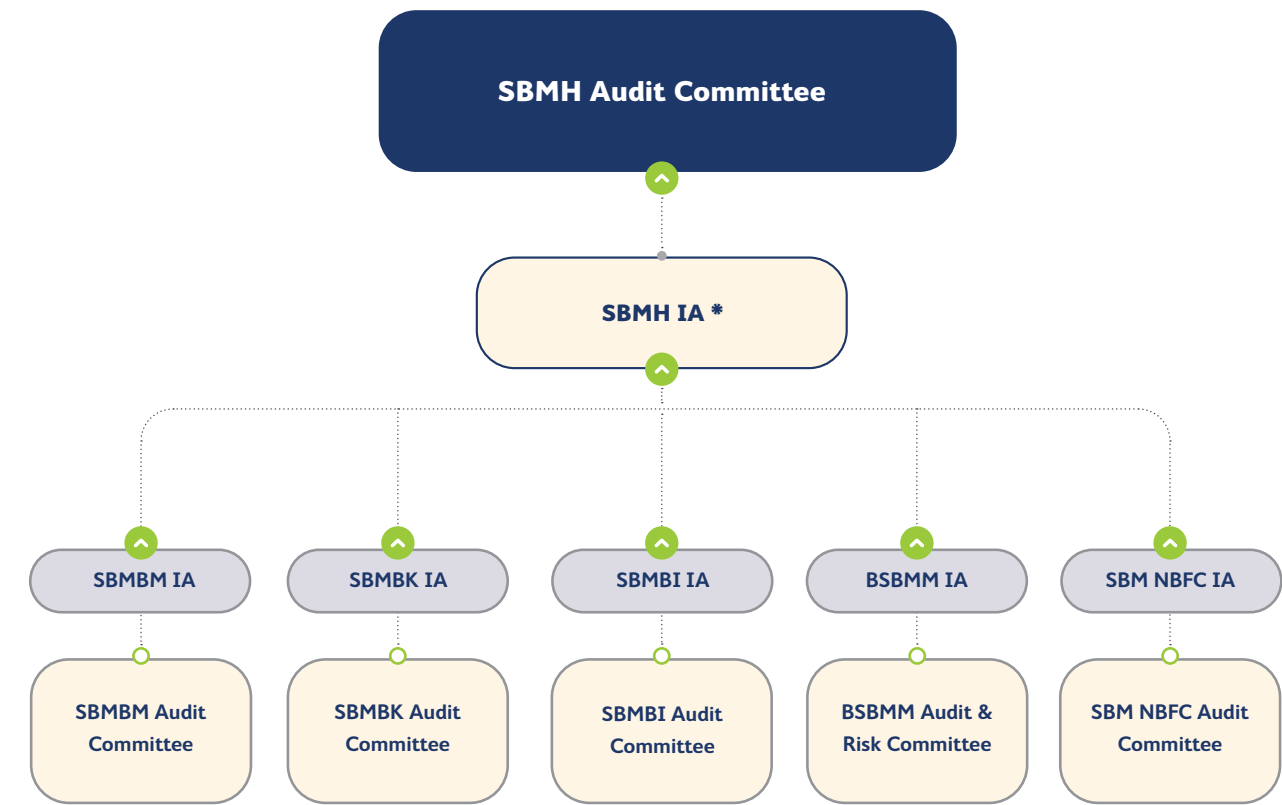 SBMH Audit Committee
SBMH IA *
SBMBM IA
SBMBK IA
SBMBI IA
BSBMM IA
SBM NBFC IA
SBMBM Audit
Committee
SBMBK Audit
Committee
SBMBI Audit
Committee
BSBMM Audit &
Risk Committee
SBM NBFC Audit
Committee